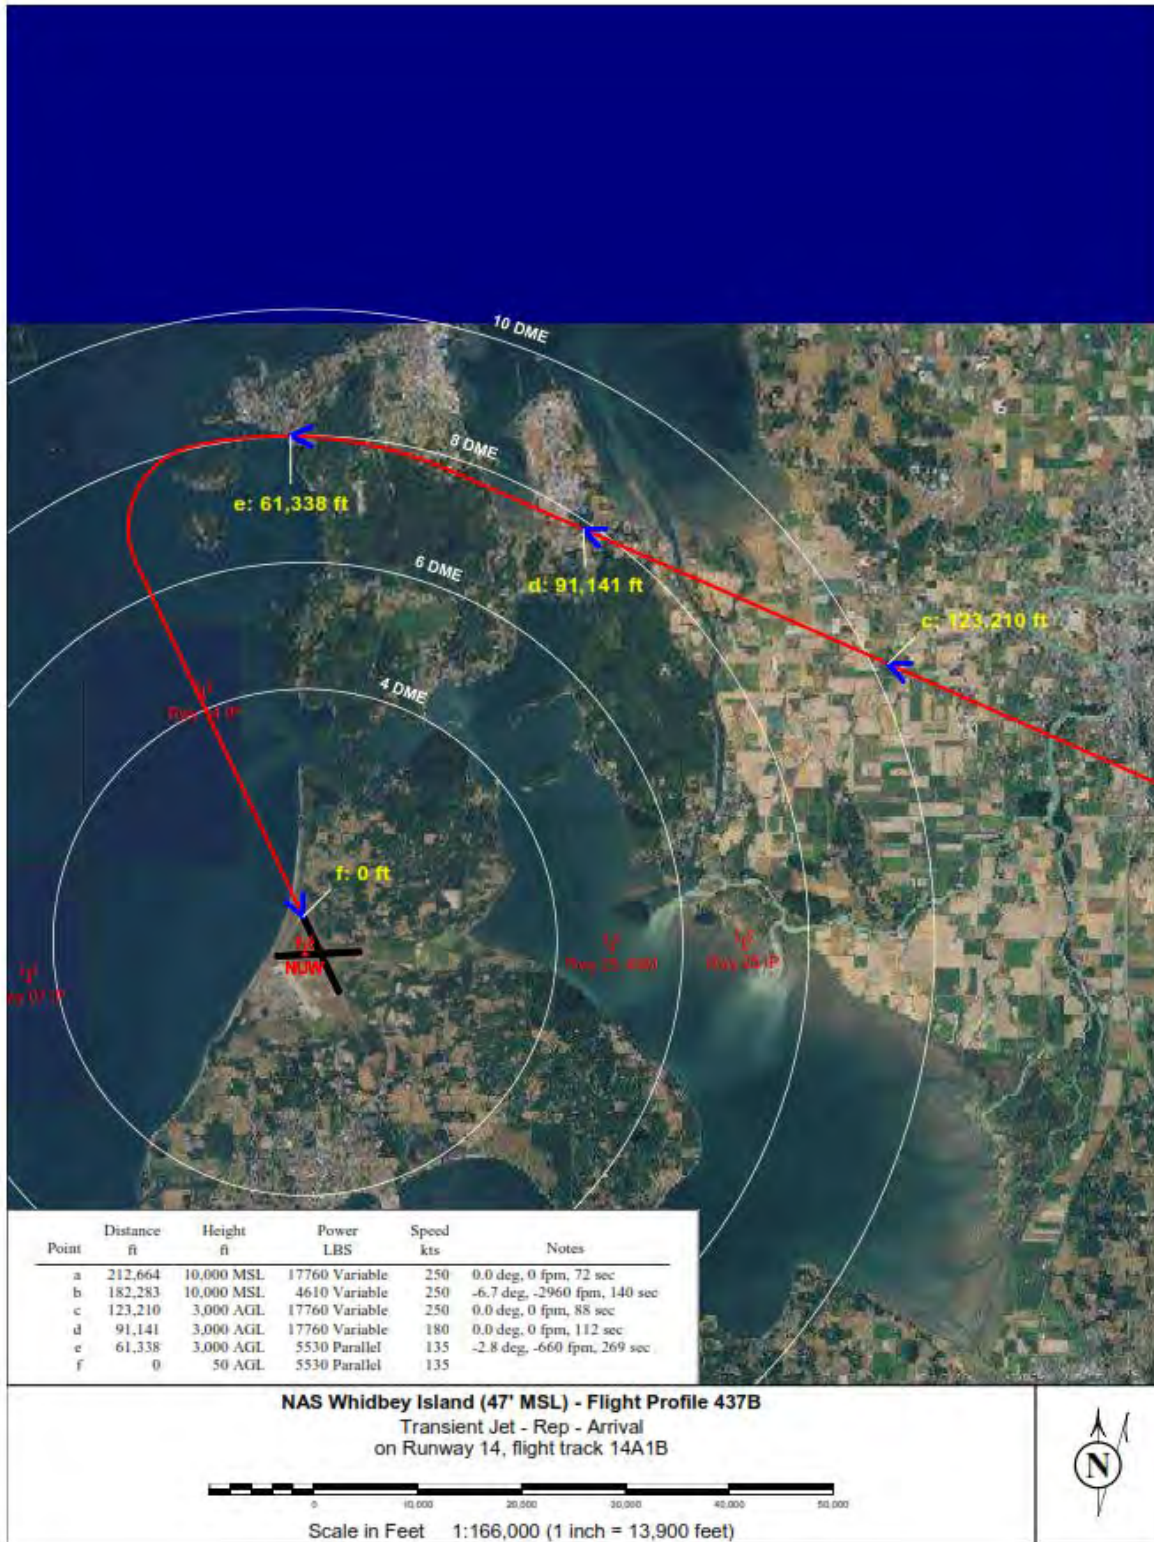 10 DME
8 DME
e: 61,338 ft
6 DME
d: 91,141 ft
c: 123,210 ft
4 DME
f: 0 ft
NUW
Distance Height Power Speed
Point ft ft LBS kts Notes
a 212,664 10,000 MSL 17760 Variable 250 0.0 deg, 0 fpm, 72 sec
b 182,283 10,000 MSL 4610 Variable 250 -6.7 deg, -2960 fpm, 140 sec
c 123,210 3,000 AGL 17760 Variable 250 0.0 deg, 0 fpm, 88 sec
d 91,141 3,000 AGL 17760 Variable 180 0.0 deg, 0 fpm, 112 sec
e 61,338 3,000 AGL 5530 Parallel 135 -2.8 deg, -660 fpm, 269 sec
f 0 50 AGL 5530 Parallel 135
NAS Whidbey Island (47' MSL) - Flight Profile 437B
Transient Jet - Rep - Arrival
on Runway 14, flight track 14A1B
0 10,000 20,000 30,000 40,000 50,000
Scale in Feet 1:166,000 (1 inch = 13,900 feet)
N